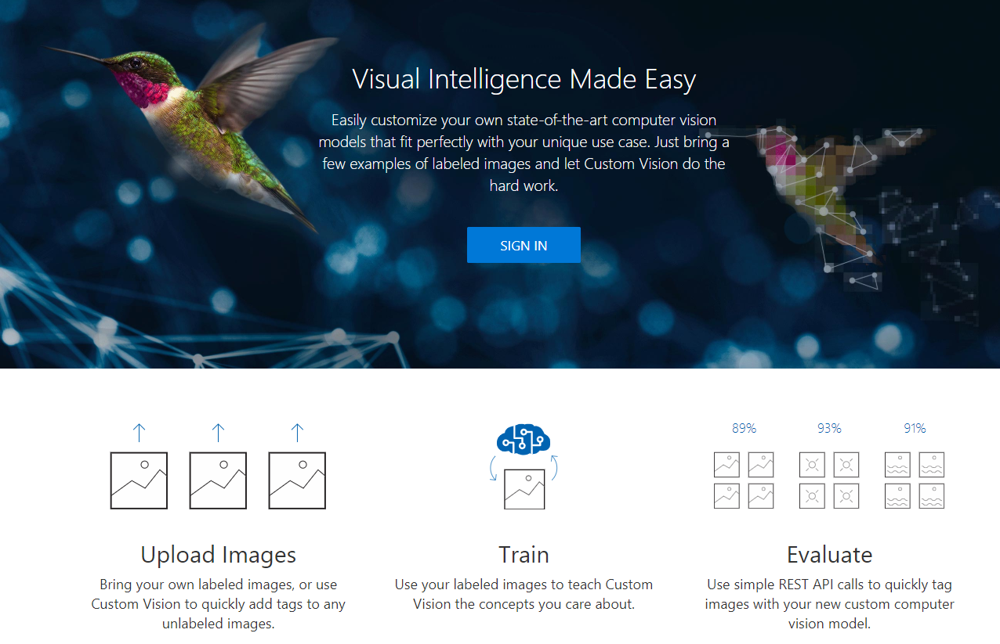 Visual Intelligence Made Easy
Easily customize your own state-of-the-art computer vision
models that fit perfectly with your unique use case. Just bring a
few examples of labeled images and let Custom Vision do the
hard work.
SIGN IN
89%
93%
91%
Upload Images
Bring your own labeled images, or use
Custom Vision to quickly add tags to any
unlabeled images.
Train
Use your labeled images to teach Custom
Vision the concepts you care about.
Evaluate
Use simple REST API calls to quickly tag
images with your new custom computer
vision model.